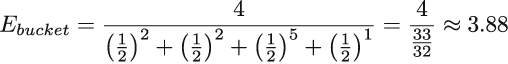 $E_{bucket} = \frac{4}{\left(\frac{1}{2}\right)^2 + \left(\frac{1}{2}\right)^2 + \left(\frac{1}{2}\right)^5 + \left(\frac{1}{2}\right)^1} = \frac{4}{\frac{33}{32}} \approx 3.88$